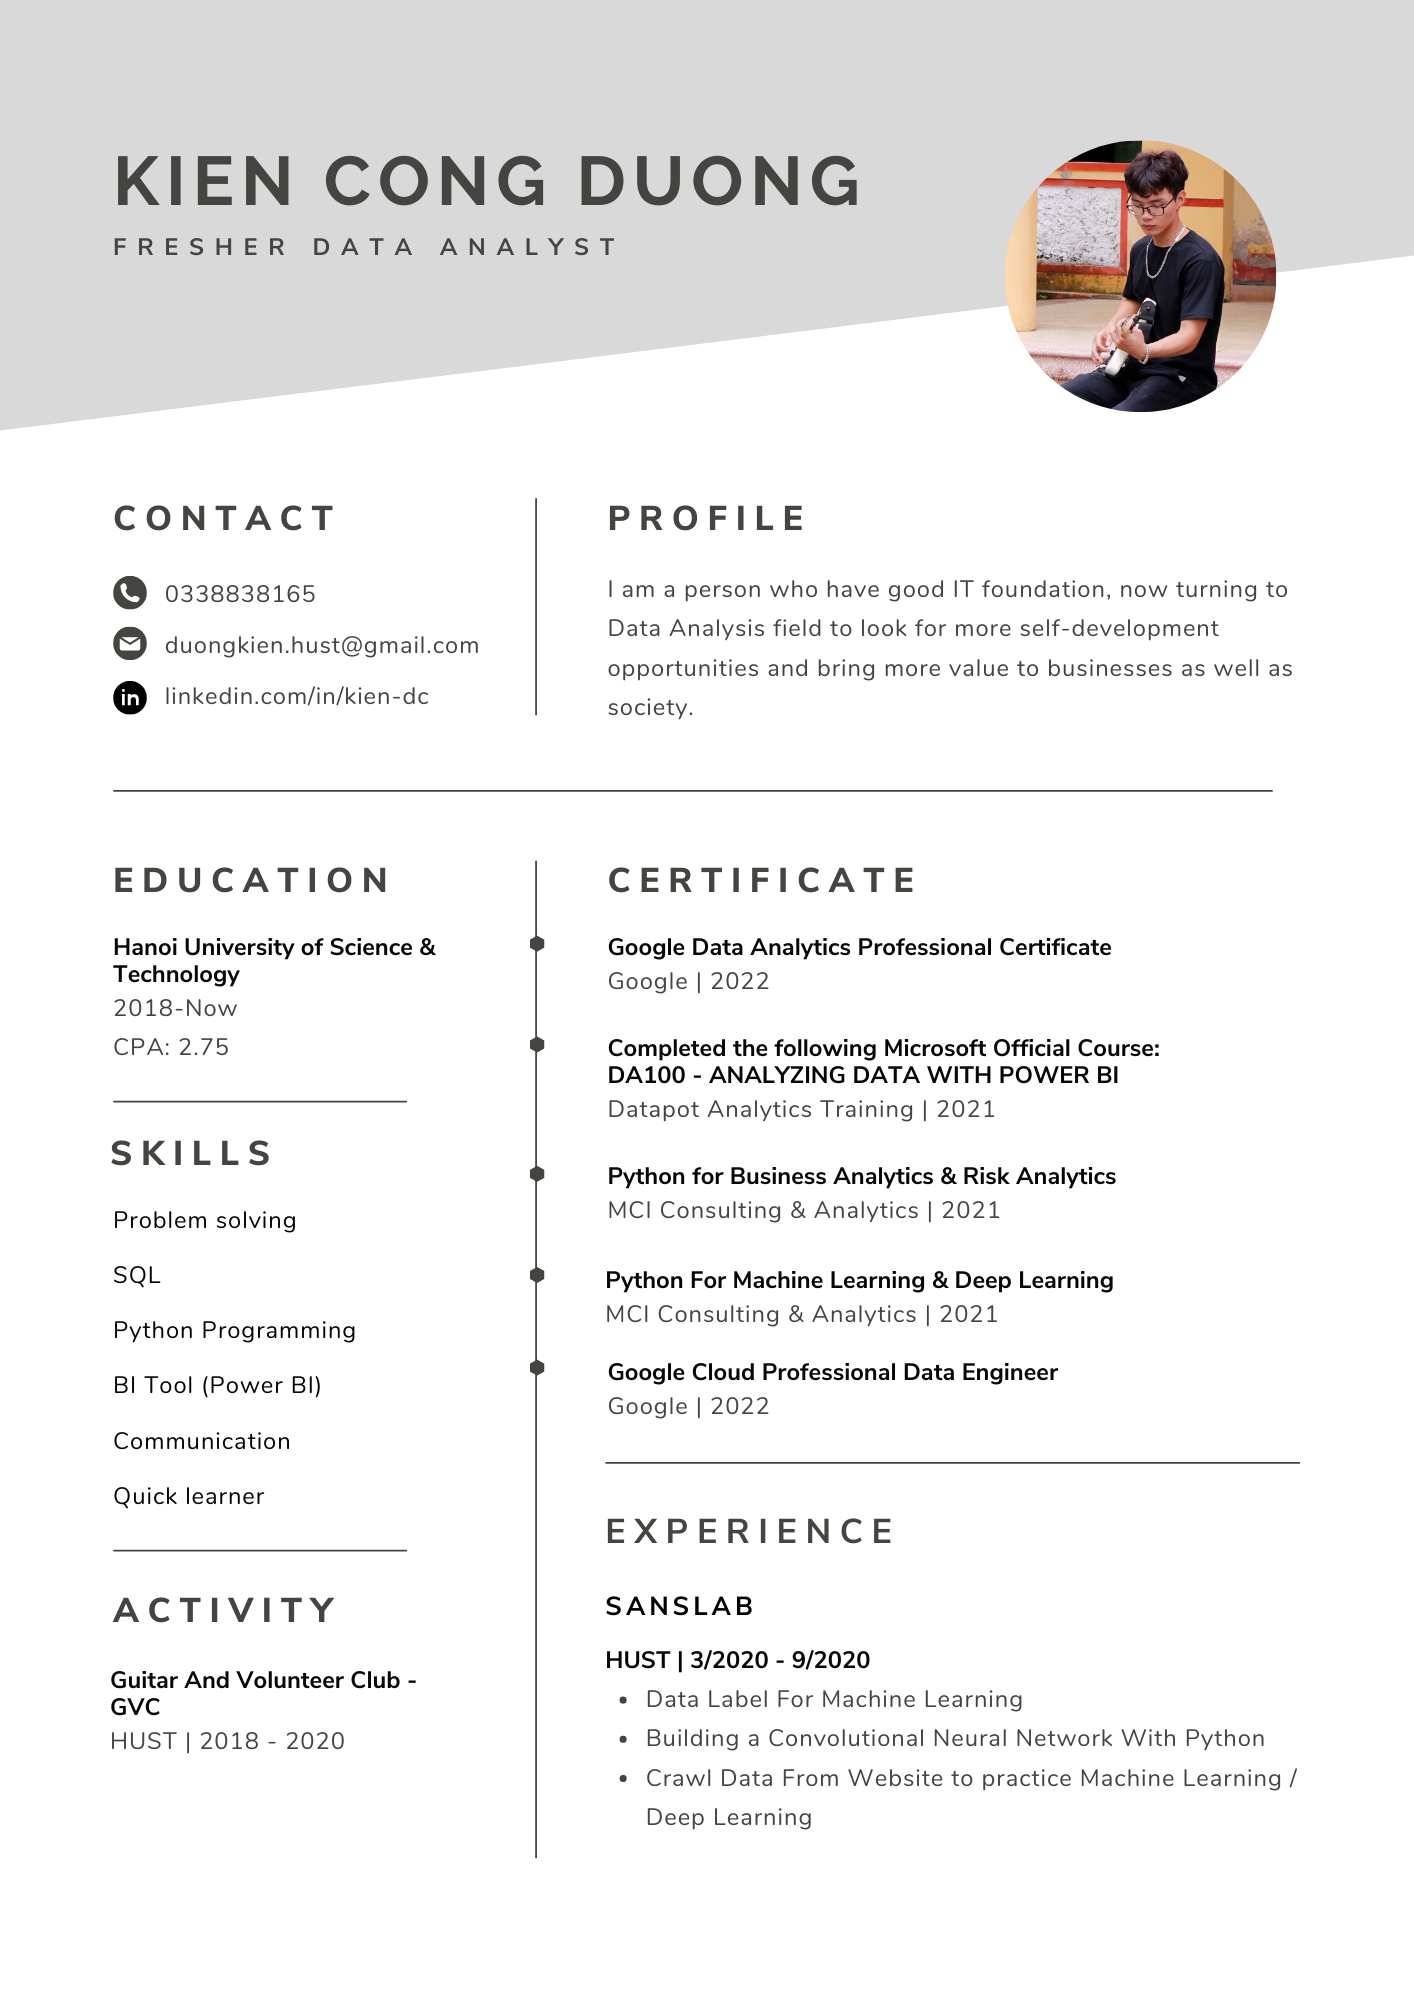 KIEN CONG DUONG
FRESHER DATA ANALYST
CONTACT
0338838165
duongkien.hust@gmail.com
linkedin.com/in/kien-dc
PROFILE
I am a person who have good IT foundation, now turning to
Data Analysis field to look for more self-development
opportunities and bring more value to businesses as well as
society.
EDUCATION
Hanoi University of Science &
Technology
2018-Now
CPA: 2.75
SKILLS
Problem solving
SQL
Python Programming
BI Tool (Power BI)
Communication
Quick learner
ACTIVITY
Guitar And Volunteer Club -
GVC
HUST | 2018 - 2020
CERTIFICATE
Google Data Analytics Professional Certificate
Google | 2022
Completed the following Microsoft Official Course:
DA100 - ANALYZING DATA WITH POWER BI
Datapot Analytics Training | 2021
Python for Business Analytics & Risk Analytics
MCI Consulting & Analytics | 2021
Python For Machine Learning & Deep Learning
MCI Consulting & Analytics | 2021
Google Cloud Professional Data Engineer
Google | 2022
EXPERIENCE
SANSLAB
HUST | 3/2020 - 9/2020
• Data Label For Machine Learning
• Building a Convolutional Neural Network With Python
• Crawl Data From Website to practice Machine Learning /
Deep Learning